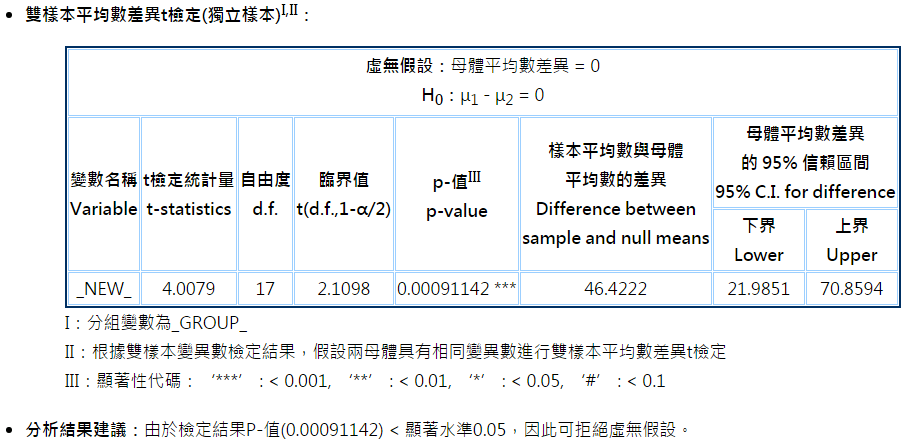 • 雙樣本平均數差異t檢定(獨立樣本)I,II：
虛無假設：母體平均數差異 = 0
H0：μ1 - μ2 = 0
變數名稱 Variable
t檢定統計量 t-statistics
自由度 d.f.
臨界值 t(d.f.,1-α/2)
p-值III p-value
樣本平均數與母體
平均數的差異
Difference between
sample and null means
母體平均數差異
的 95% 信賴區間
95% C.I. for difference
下界 Lower
上界 Upper
_NEW_ 4.0079 17 2.1098 0.00091142 *** 46.4222 21.9851 70.8594
I：分組變數為_GROUP_
II：根據雙樣本變異數檢定結果，假設兩母體具有相同變異數進行雙樣本平均數差異t檢定
III：顯著性代碼： ‘***’ : < 0.001, ‘**’ : < 0.01, ‘*’ : < 0.05, ‘#’ : < 0.1
• 分析結果建議：由於檢定結果P-值(0.00091142) < 顯著水準0.05，因此可拒絕虛無假設。